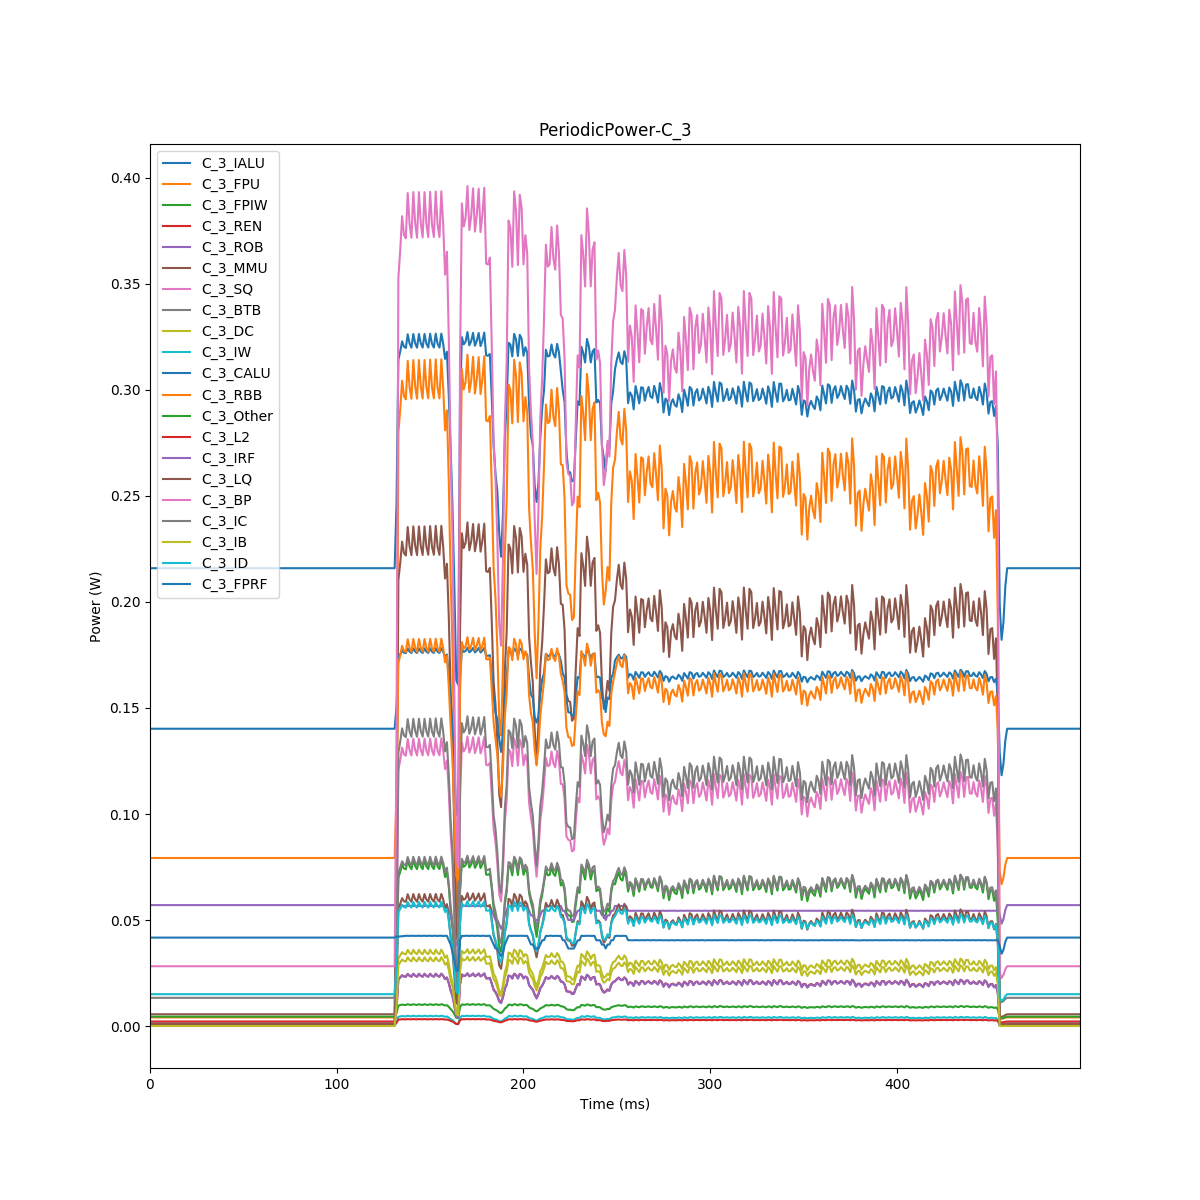 PeriodicPower-C_3
0.40
0.35
0.30
0.25
0.20
0.15
0.10
0.05
0.00
Power (W)
C_3_IALU
C_3_FPU
C_3_FPIW
C_3_REN
C_3_ROB
C_3_MMU
C_3_SQ
C_3_BTB
C_3_DC
C_3_IW
C_3_CALU
C_3_RBB
C_3_Other
C_3_L2
C_3_IRF
C_3_LQ
C_3_BP
C_3_IC
C_3_IB
C_3_ID
C_3_FPRF
0 100 200 300 400
Time (ms)